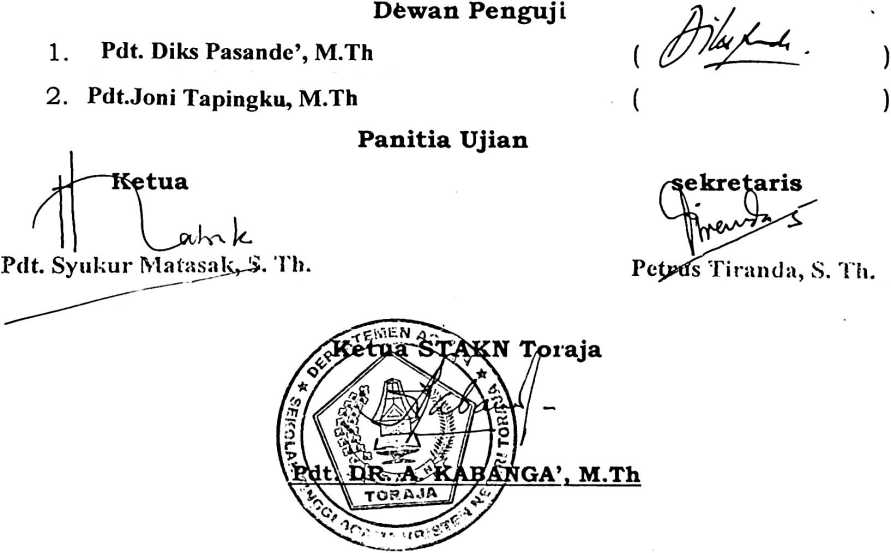 Dewan Penguji
1. Pdt. Diks Pasande', M.Th ( )
2. Pdt.Joni Tapingku, M.Th ( )
Panitia Ujian
Ketua sekretaris
Pdt. Syukur Matasak, S. Th. Petrus Tiranda, S. Th.
Ketua STAKN Toraja
Pdt. DR. A. KABANGA', M.Th
TORAJA